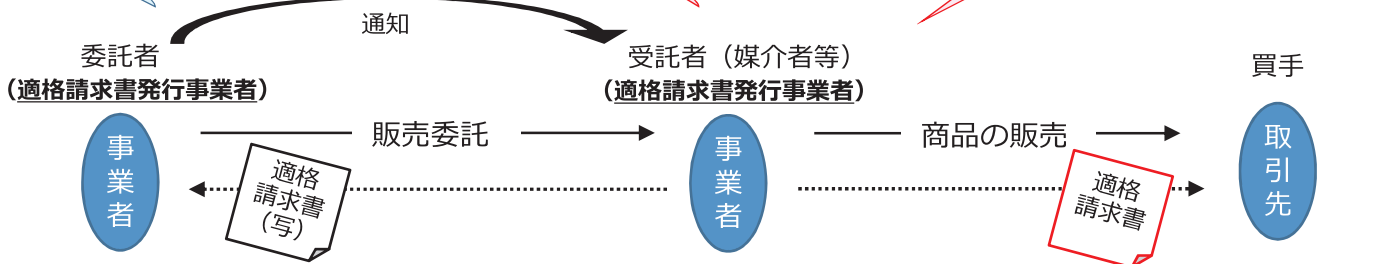 通知
委託者
（適格請求書発行事業者）
受託者（媒介者等）
（適格請求書発行事業者）
買手
販売委託
商品の販売
事業者
適格
請求書
（写）
事業者
適格
請求書
取引先